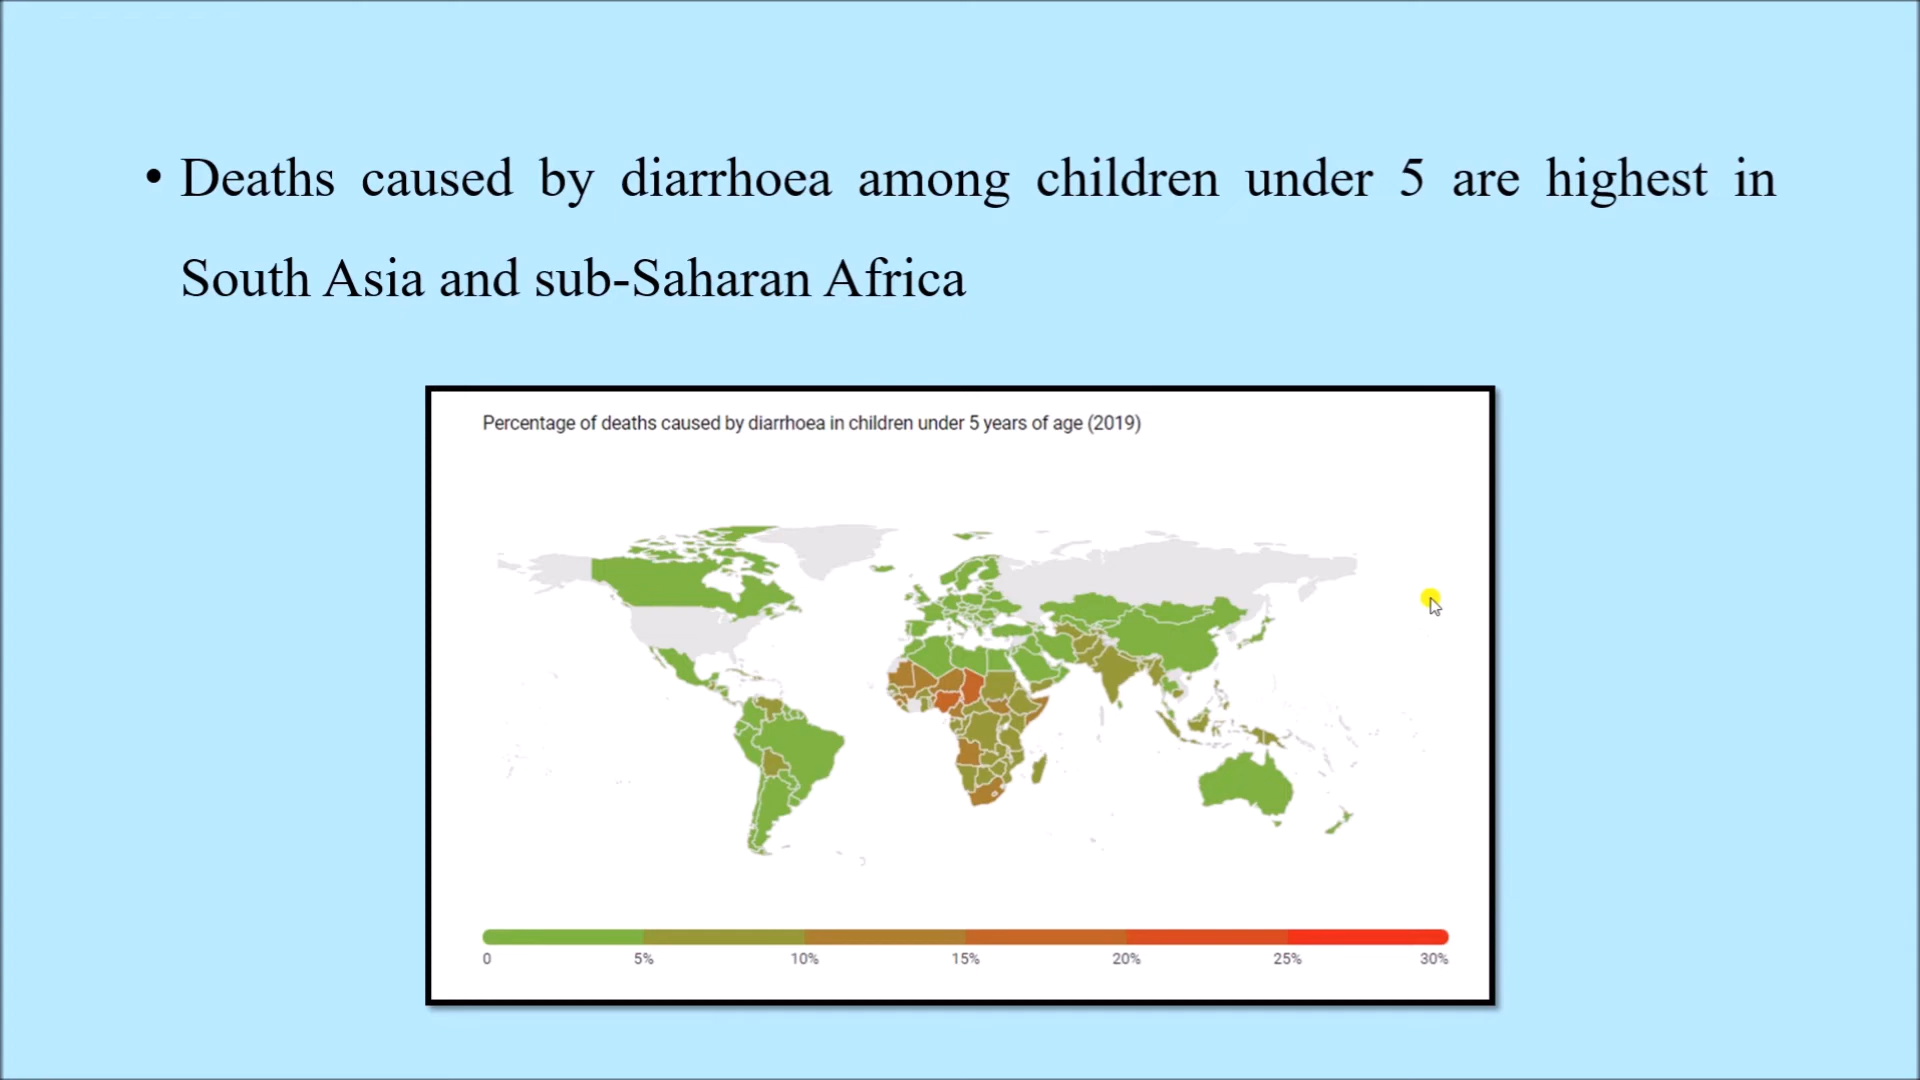 • Deaths caused by diarrhoea among children under 5 are highest in
South Asia and sub-Saharan Africa
Percentage of deaths caused by diarrhoea in children under 5 years of age (2019)
0 5% 10% 15% 20% 25% 30%